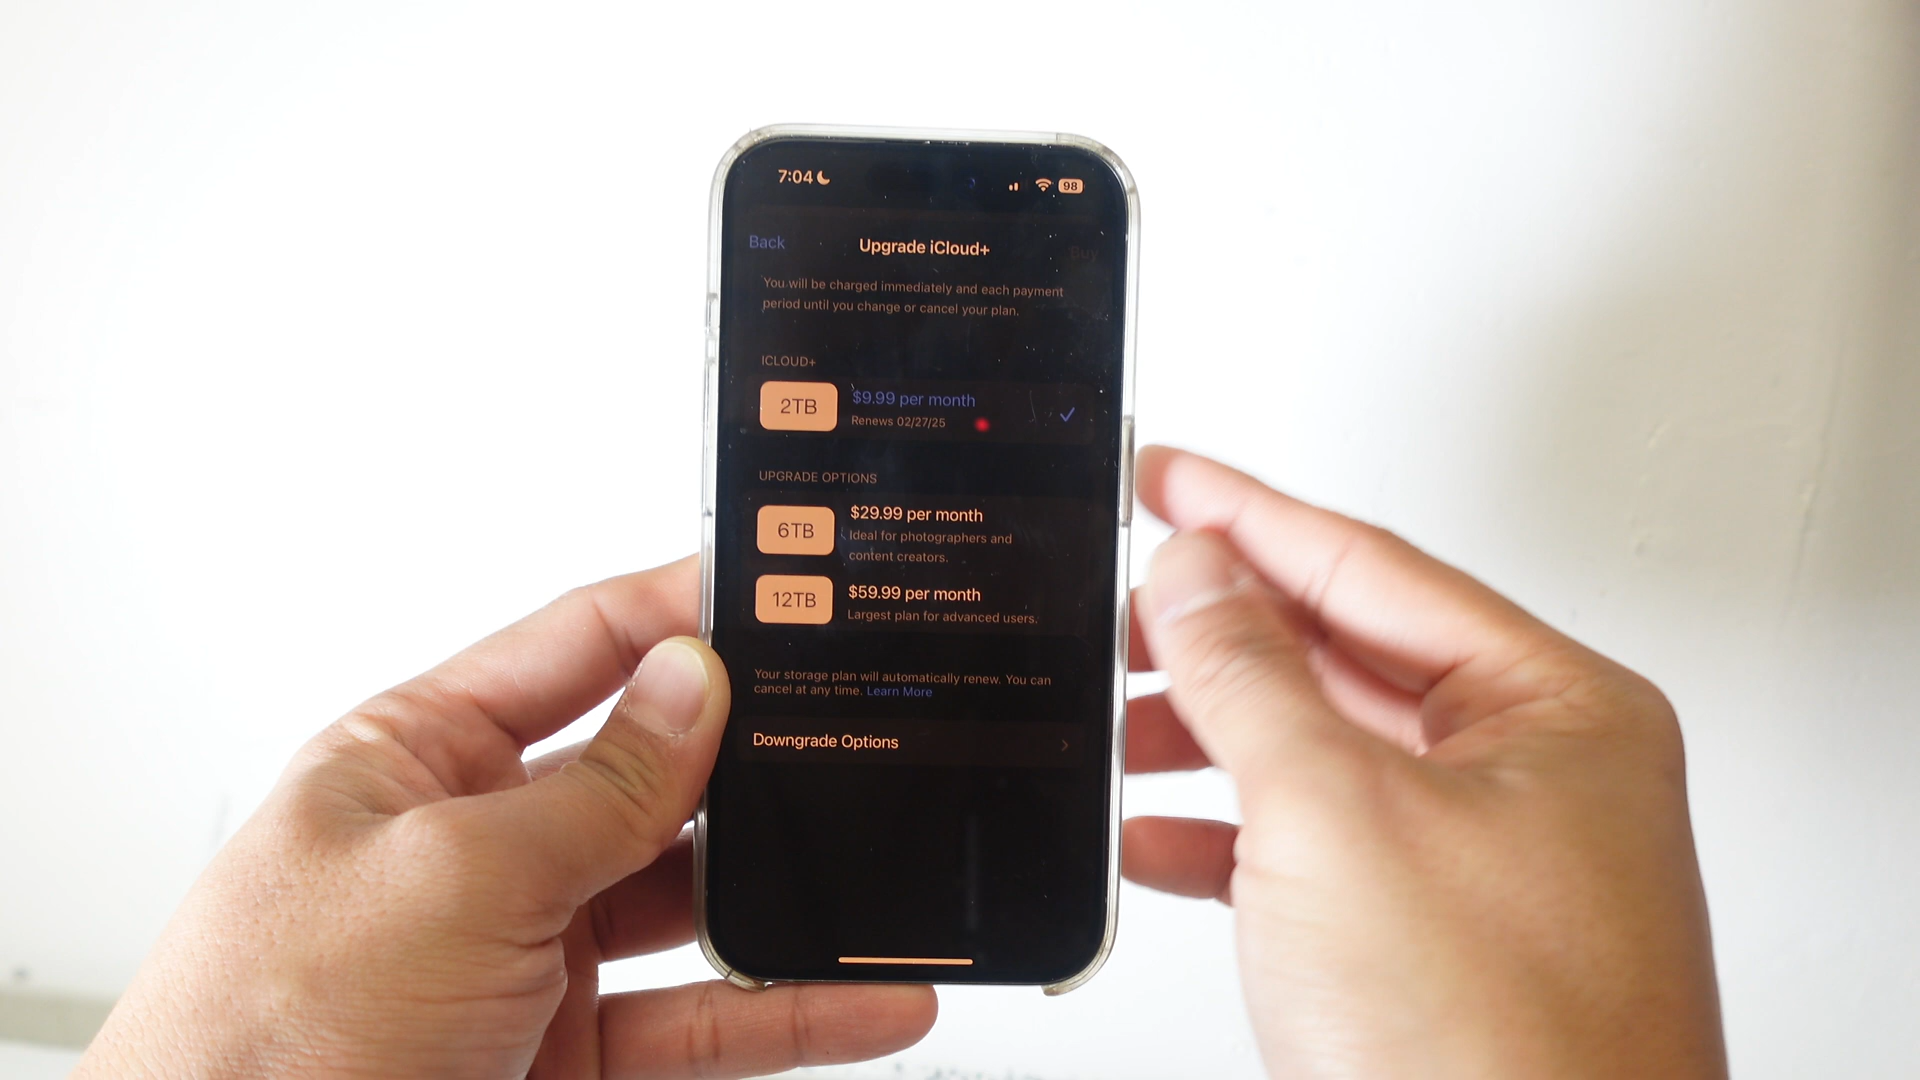 7:04
98
Back
Upgrade iCloud+
Buy
You will be charged immediately and each payment
period until you change or cancel your plan.
ICLOUD+
2TB
$9.99 per month
Renews 02/27/25
UPGRADE OPTIONS
6TB
$29.99 per month
Ideal for photographers and
content creators.
12TB
$59.99 per month
Largest plan for advanced users.
Your storage plan will automatically renew. You can
cancel at any time. Learn More
Downgrade Options